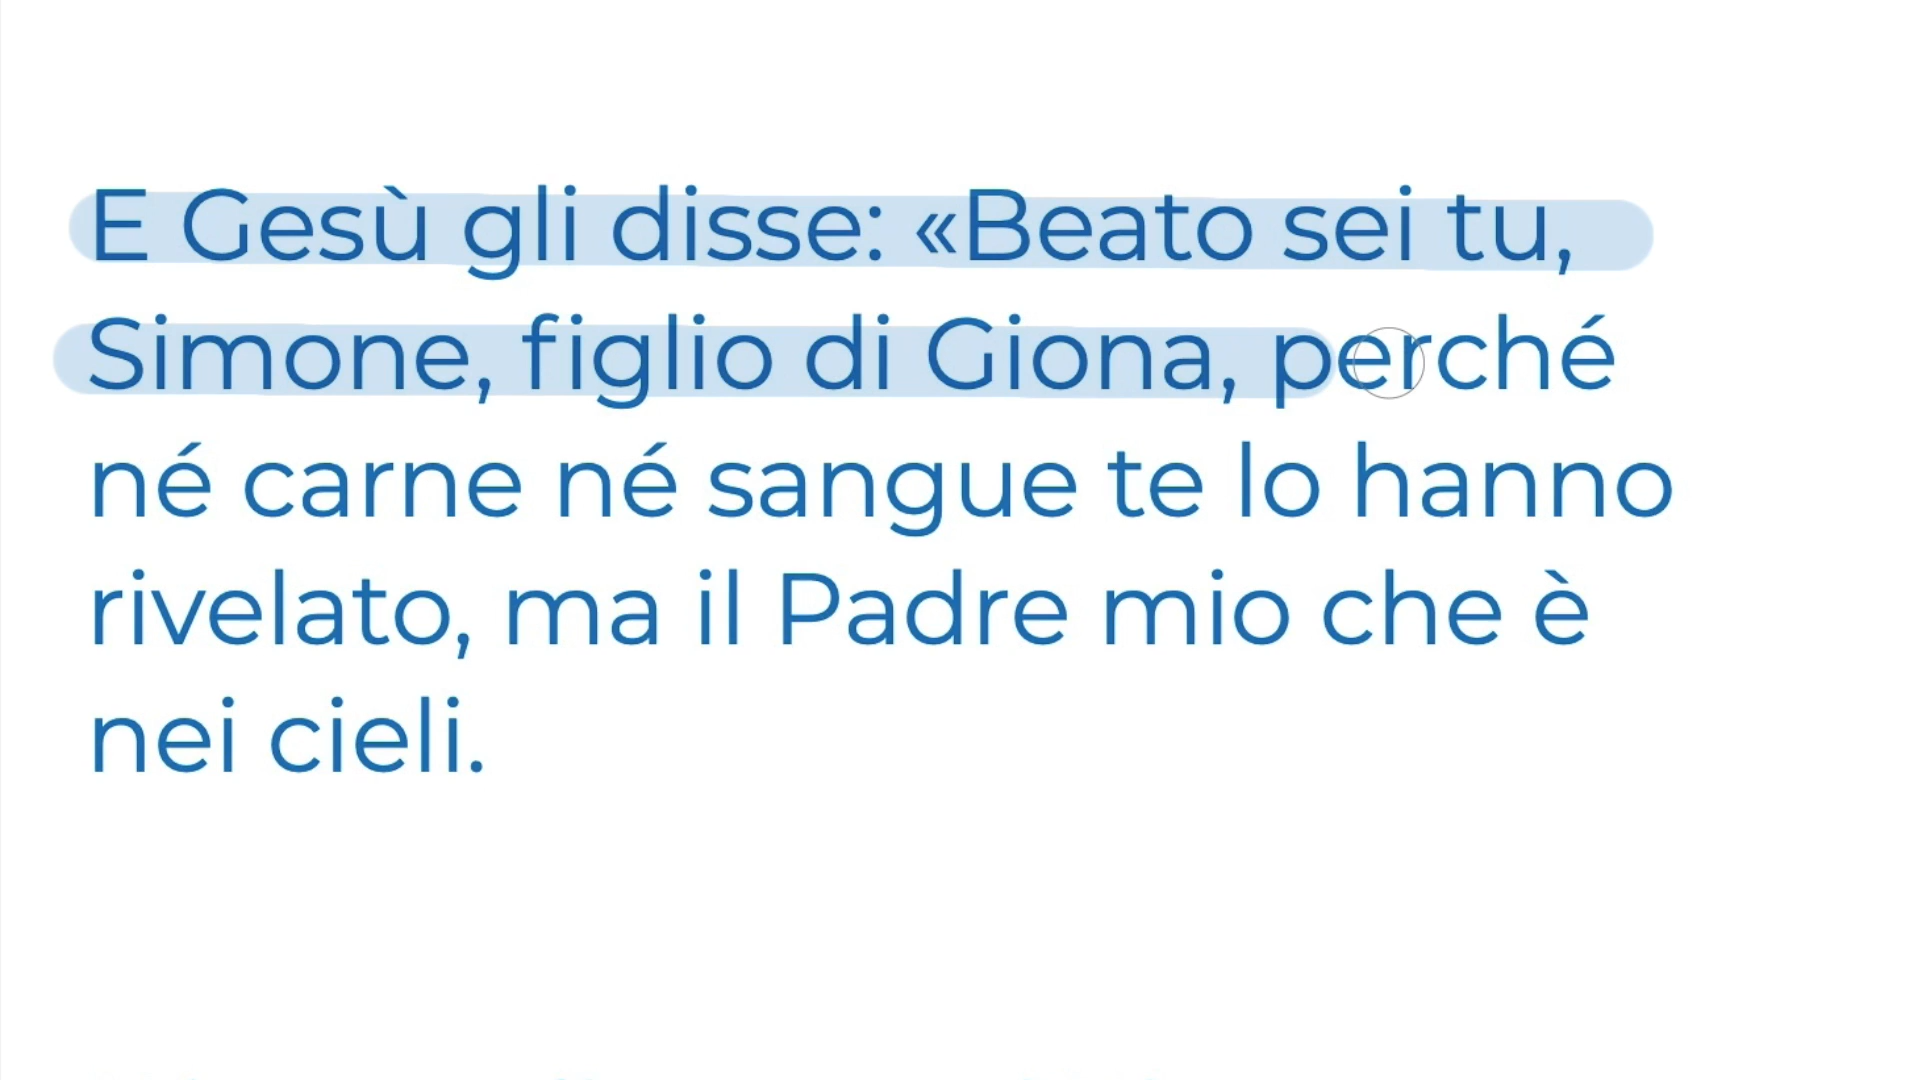 E Gesù gli disse: «Beato sei tu,
Simone, figlio di Giona, perché
né carne né sangue te lo hanno
rivelato, ma il Padre mio che è
nei cieli.